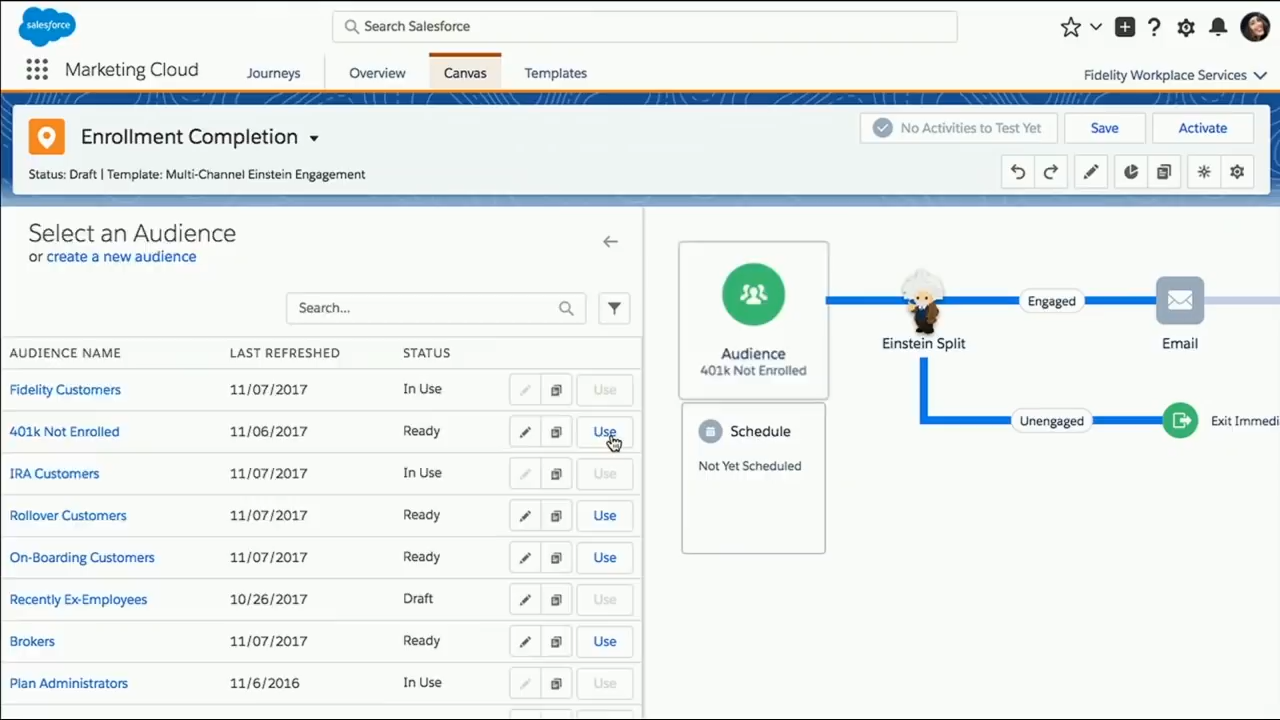 salesforce
Search Salesforce
Marketing Cloud
Journeys
Overview
Canvas
Templates
Fidelity Workplace Services
Enrollment Completion
No Activities to Test Yet
Save
Activate
Status: Draft | Template: Multi-Channel Einstein Engagement
Select an Audience
or create a new audience
Search...
AUDIENCE NAME LAST REFRESHED STATUS
Fidelity Customers 11/07/2017 In Use Use
401k Not Enrolled 11/06/2017 Ready Use
IRA Customers 11/07/2017 In Use Use
Rollover Customers 11/07/2017 Ready Use
On-Boarding Customers 11/07/2017 Ready Use
Recently Ex-Employees 10/26/2017 Draft Use
Brokers 11/07/2017 Ready Use
Plan Administrators 11/6/2016 In Use Use
Audience
401k Not Enrolled
Schedule
Not Yet Scheduled
Einstein Split
Engaged
Email
Unengaged
Exit Immedi